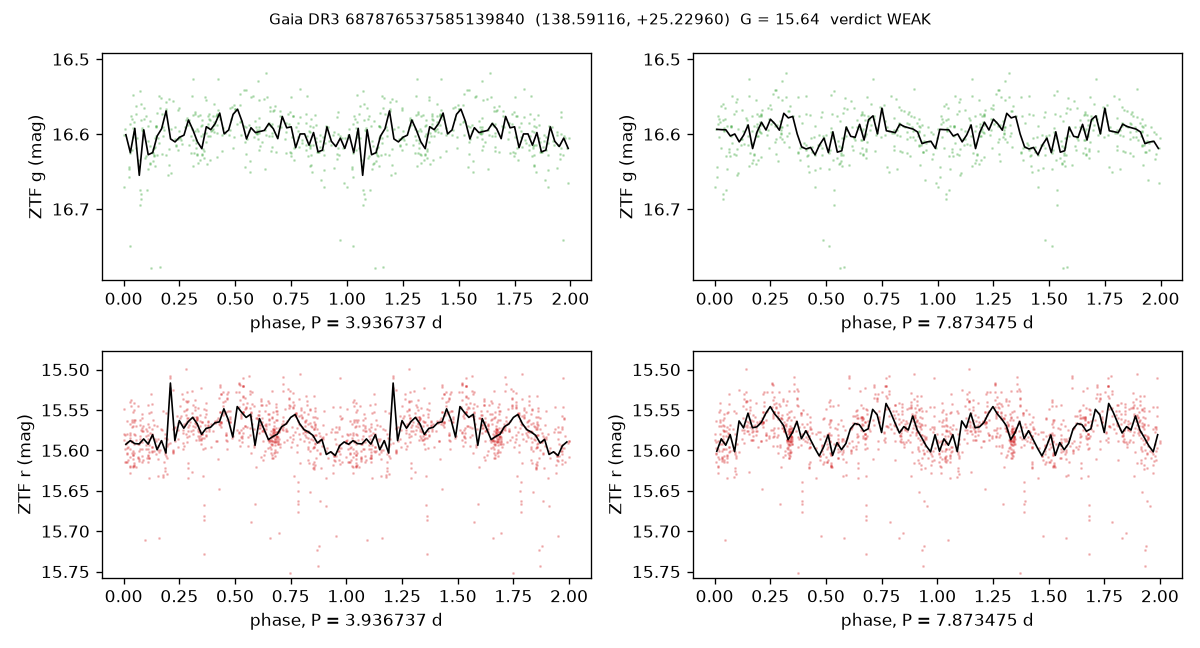 Gaia DR3 687876537585139840 (138.59116, +25.22960) G = 15.64 verdict WEAK
ZTF g (mag)
16.5
16.6
16.7
0.00 0.25 0.50 0.75 1.00 1.25 1.50 1.75 2.00
phase, P = 3.936737 d
ZTF g (mag)
16.5
16.6
16.7
0.00 0.25 0.50 0.75 1.00 1.25 1.50 1.75 2.00
phase, P = 7.873475 d
ZTF r (mag)
15.50
15.55
15.60
15.65
15.70
15.75
0.00 0.25 0.50 0.75 1.00 1.25 1.50 1.75 2.00
phase, P = 3.936737 d
ZTF r (mag)
15.50
15.55
15.60
15.65
15.70
15.75
0.00 0.25 0.50 0.75 1.00 1.25 1.50 1.75 2.00
phase, P = 7.873475 d